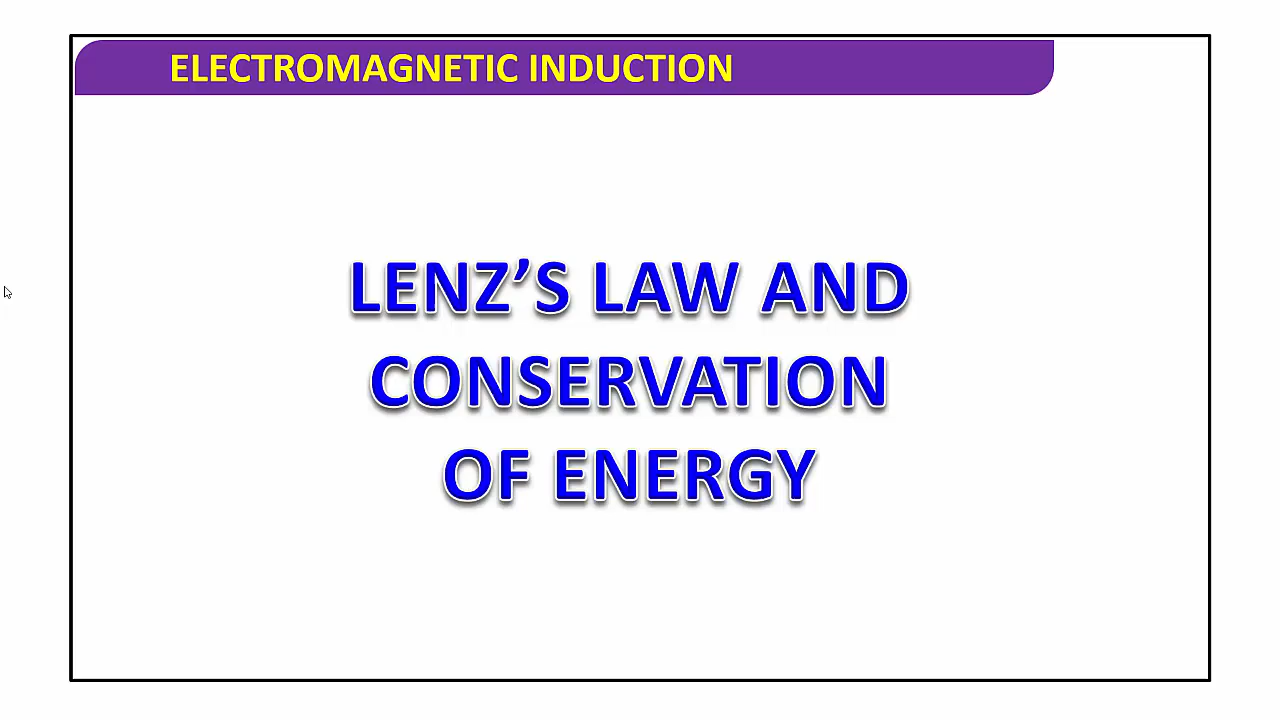 ELECTROMAGNETIC INDUCTION
LENZ’S LAW AND
CONSERVATION
OF ENERGY